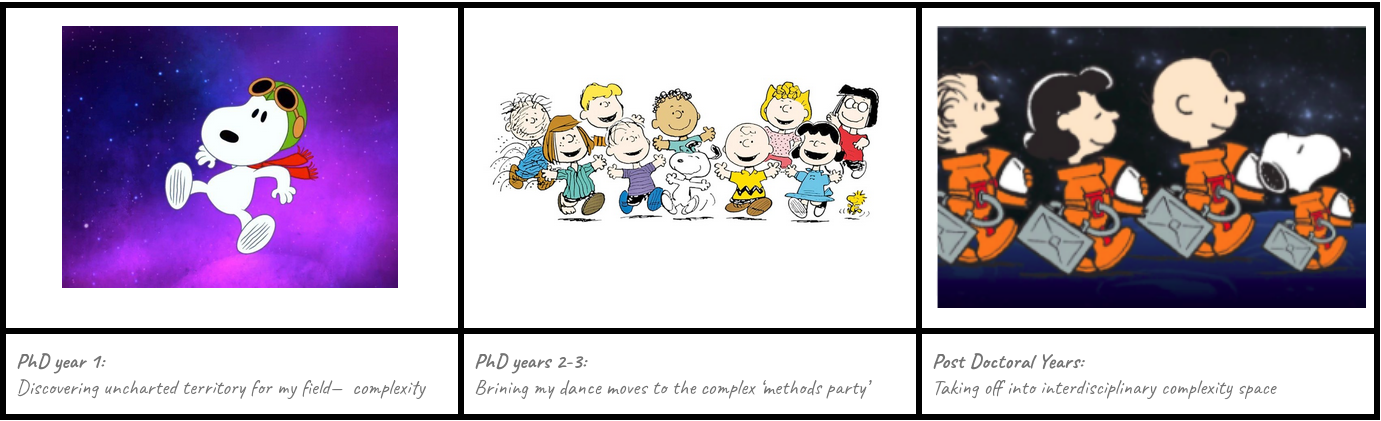 PhD year 1:
Discovering uncharted territory for my field— complexity
PhD years 2-3:
Brining my dance moves to the complex 'methods party'
Post Doctoral Years:
Taking off into interdisciplinary complexity space